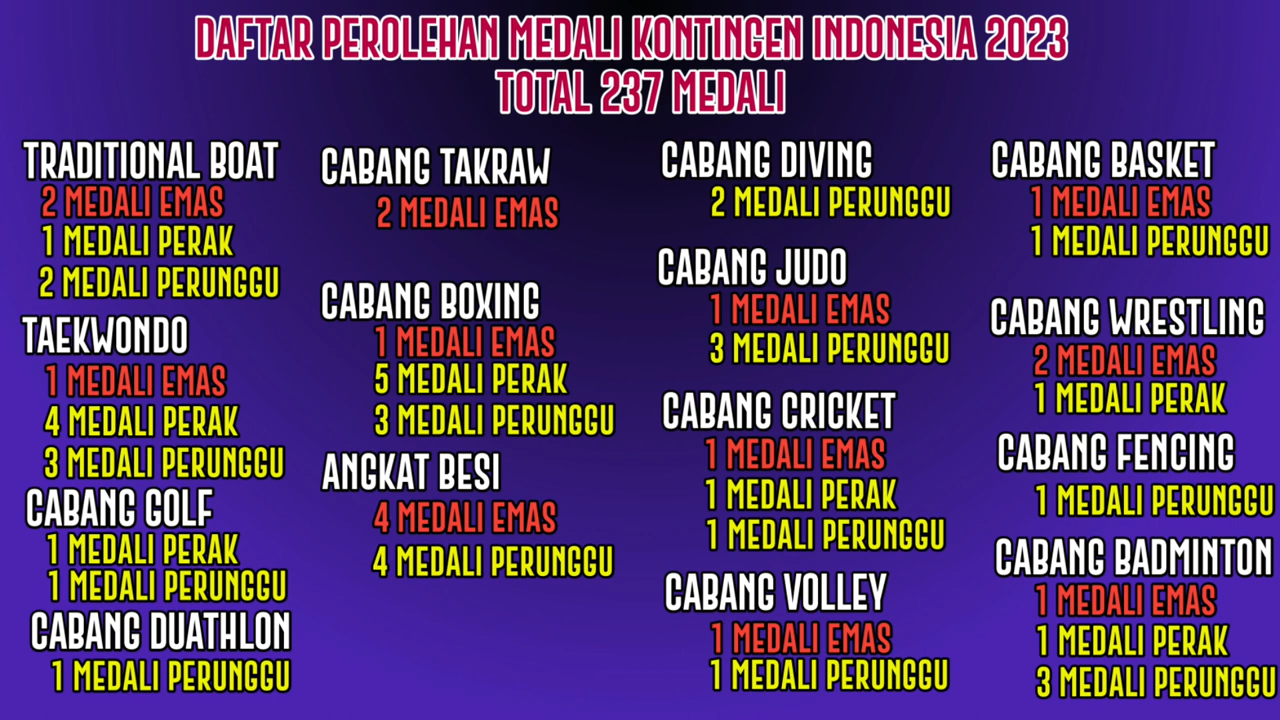 DAFTAR PEROLEHAN MEDALI KONTINGEN INDONESIA 2023
TOTAL 237 MEDALI
TRADITIONAL BOAT
2 MEDALI EMAS
1 MEDALI PERAK
2 MEDALI PERUNGGU
TAEKWONDO
1 MEDALI EMAS
4 MEDALI PERAK
3 MEDALI PERUNGGU
CABANG GOLF
1 MEDALI PERAK
1 MEDALI PERUNGGU
CABANG DUATHLON
1 MEDALI PERUNGGU
CABANG TAKRAW
2 MEDALI EMAS
CABANG BOXING
1 MEDALI EMAS
5 MEDALI PERAK
3 MEDALI PERUNGGU
ANGKAT BESI
4 MEDALI EMAS
4 MEDALI PERUNGGU
CABANG DIVING
2 MEDALI PERUNGGU
CABANG JUDO
1 MEDALI EMAS
3 MEDALI PERUNGGU
CABANG CRICKET
1 MEDALI EMAS
1 MEDALI PERAK
1 MEDALI PERUNGGU
CABANG VOLLEY
1 MEDALI EMAS
1 MEDALI PERUNGGU
CABANG BASKET
1 MEDALI EMAS
1 MEDALI PERUNGGU
CABANG WRESTLING
2 MEDALI EMAS
1 MEDALI PERAK
CABANG FENCING
1 MEDALI PERUNGGU
CABANG BADMINTON
1 MEDALI EMAS
1 MEDALI PERAK
3 MEDALI PERUNGGU